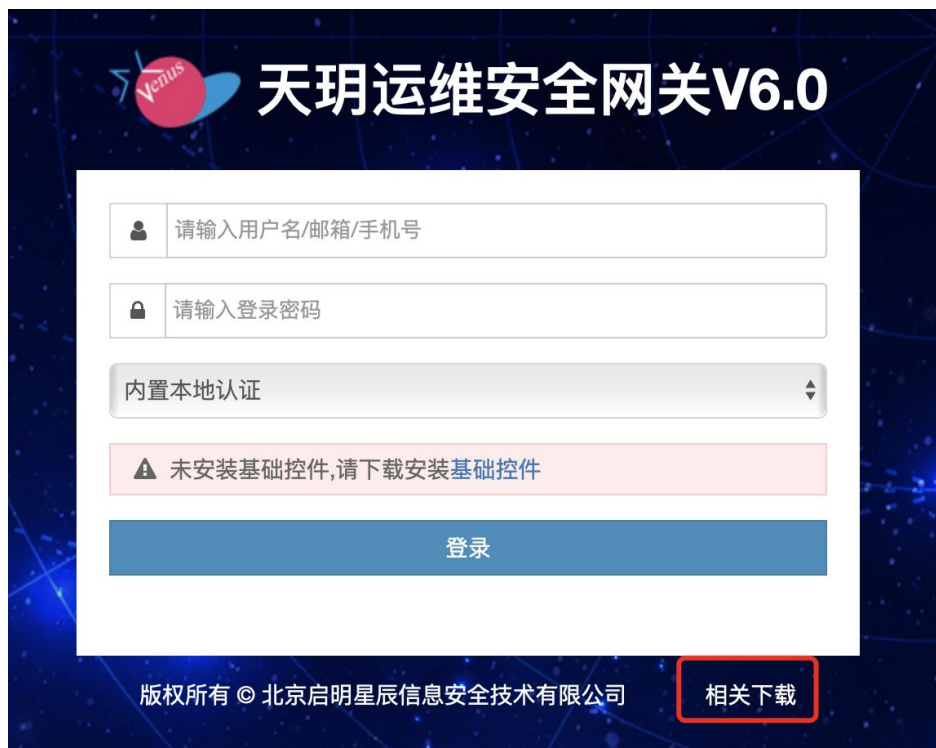 Venus
天玥运维安全网关V6.0
请输入用户名/邮箱/手机号
请输入登录密码
内置本地认证
未安装基础控件,请下载安装基础控件
登录
版权所有 © 北京启明星辰信息安全技术有限公司 相关下载